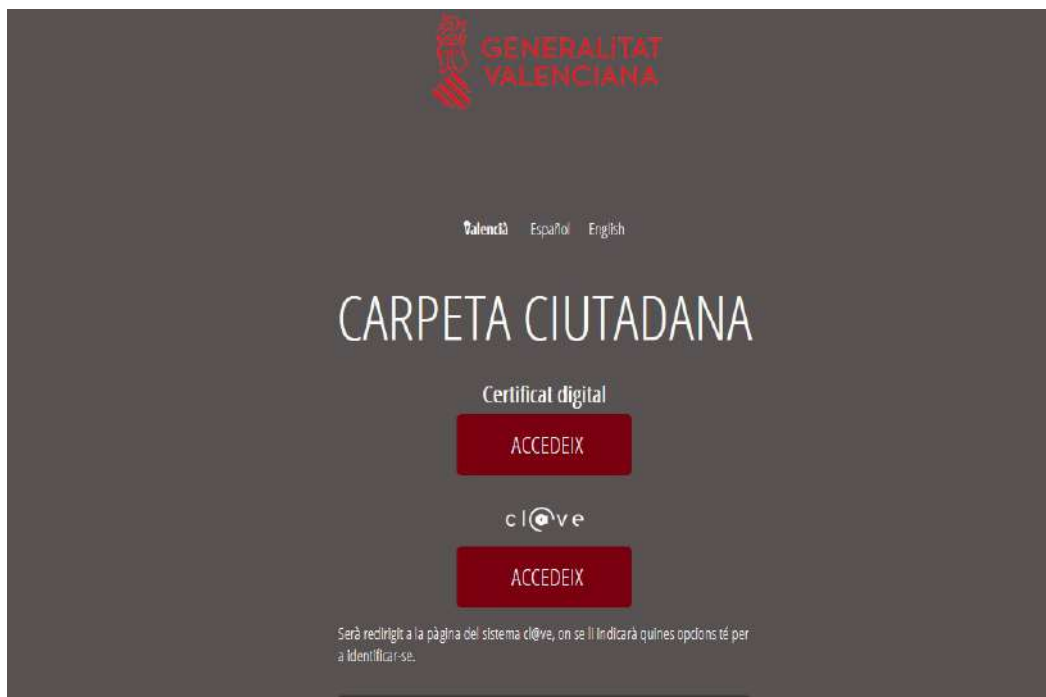 GENERALITAT
VALENCIANA
Valencià Español English
CARPETA CIUTADANA
Certificat digital
ACCEDEIX
cl@ve
ACCEDEIX
Serà redirigit a la pàgina del sistema cl@ve, on se li indicarà quines opcions té per
a identificar-se.